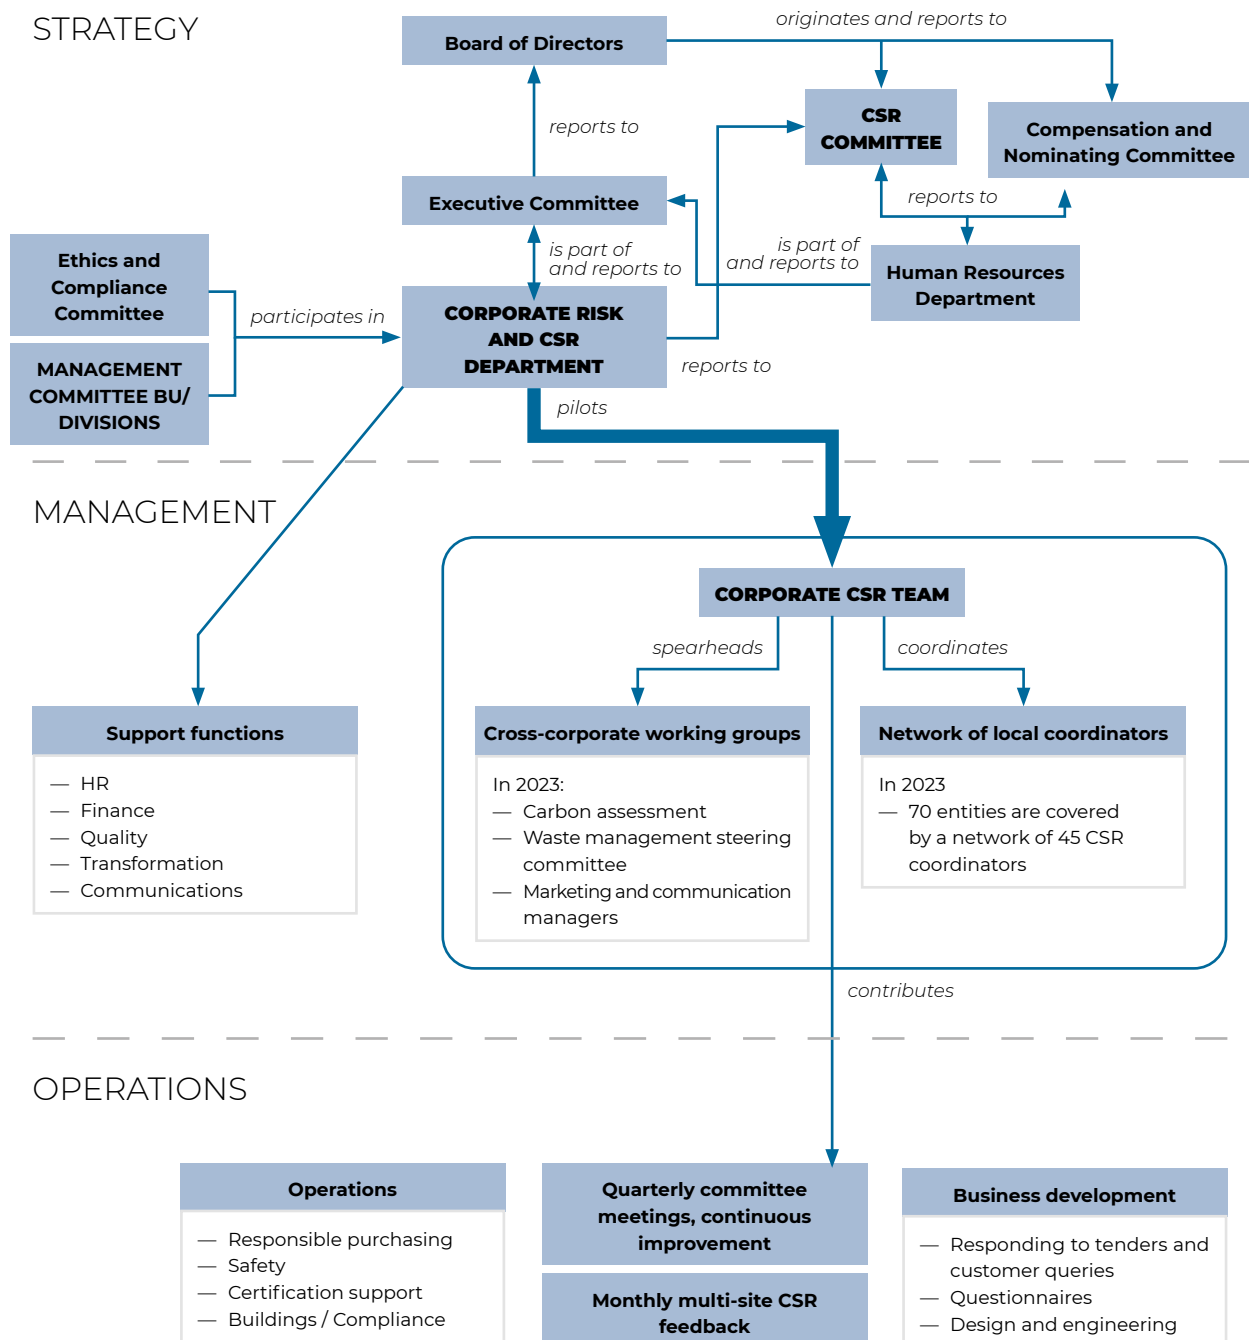 STRATEGY
originates and reports to
Board of Directors
CSR
COMMITTEE
Compensation and
Nominating Committee
reports to
Executive Committee
reports to
is part of
and reports to
is part of
and reports to
Human Resources
Department
Ethics and
Compliance
Committee
participates in
CORPORATE RISK
AND CSR
DEPARTMENT
reports to
MANAGEMENT
COMMITTEE BU/
DIVISIONS
pilots
MANAGEMENT
CORPORATE CSR TEAM
spearheads
coordinates
Support functions
— HR
— Finance
— Quality
— Transformation
— Communications
Cross-corporate working groups
In 2023:
— Carbon assessment
— Waste management steering
committee
— Marketing and communication
managers
Network of local coordinators
In 2023
— 70 entities are covered
by a network of 45 CSR
coordinators
contributes
OPERATIONS
Operations
— Responsible purchasing
— Safety
— Certification support
— Buildings / Compliance
Quarterly committee
meetings, continuous
improvement
Monthly multi-site CSR
feedback
Business development
— Responding to tenders and
customer queries
— Questionnaires
— Design and engineering